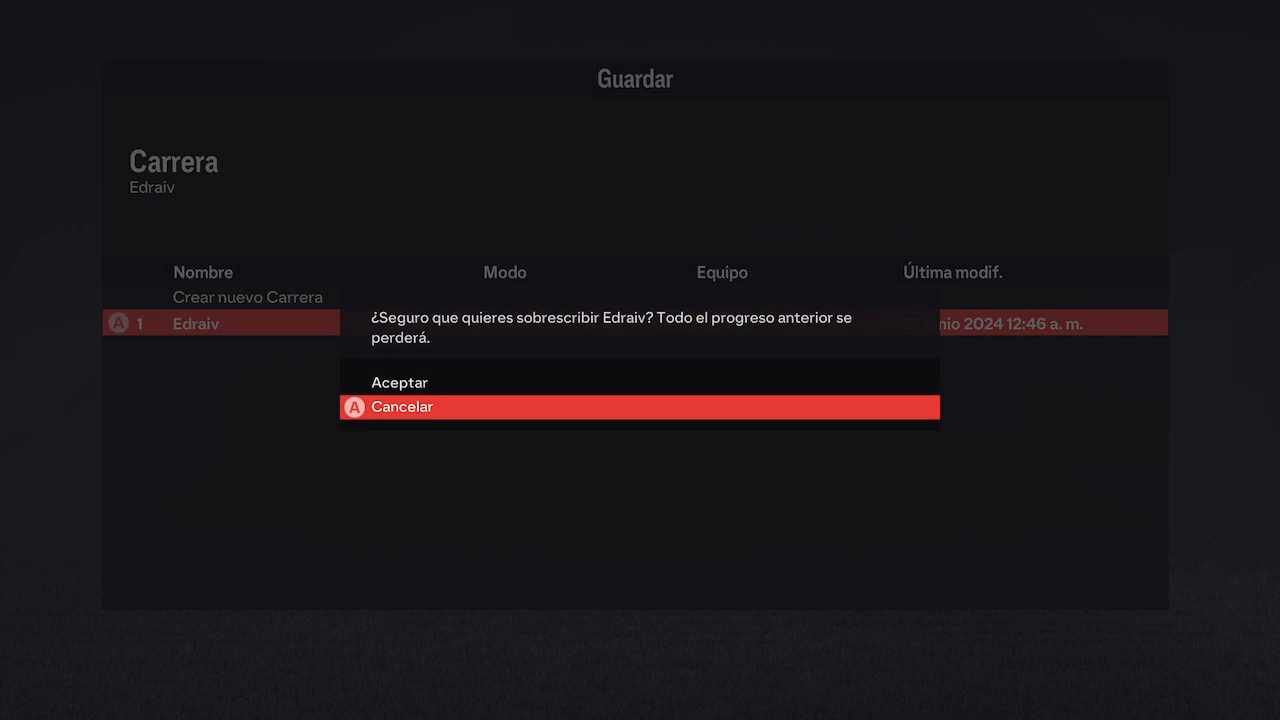 Guardar
Carrera
Edraiv
Nombre Modo Equipo Última modif.
Crear nuevo Carrera
A 1 Edraiv 2024 12:46 a. m.
¿Seguro que quieres sobrescribir Edraiv? Todo el progreso anterior se
perderá.
Aceptar
A Cancelar